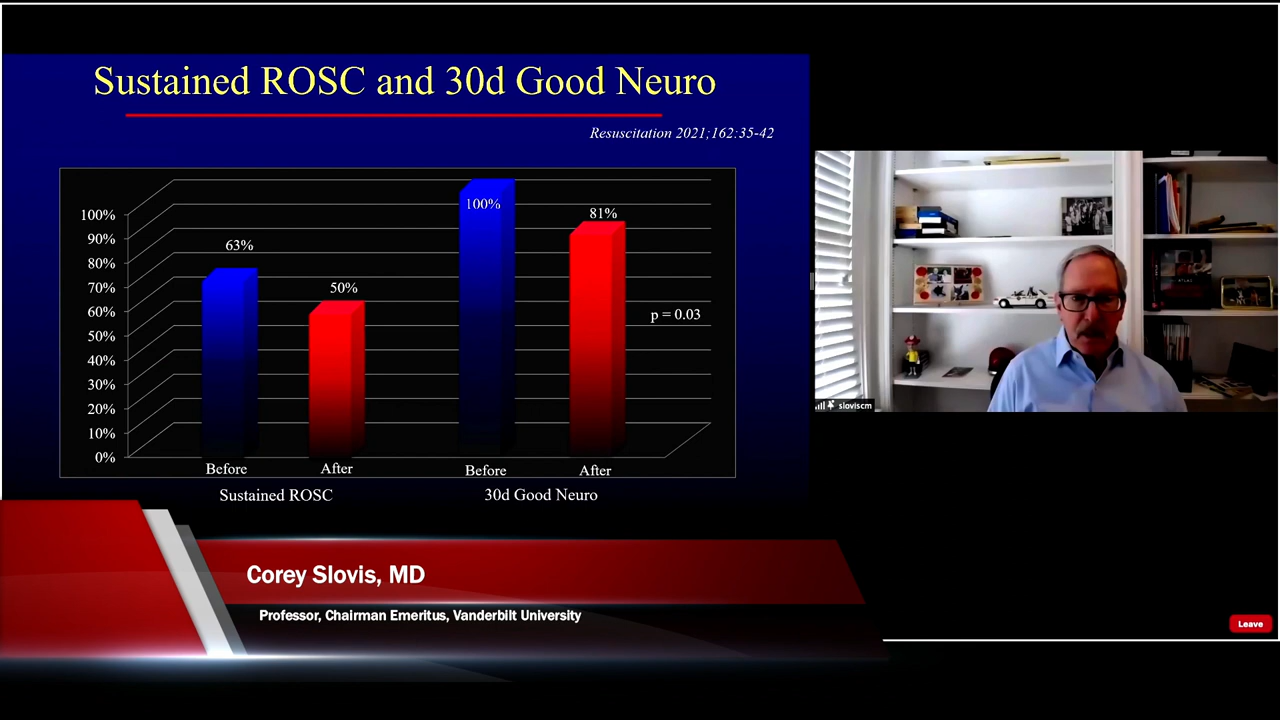 Sustained ROSC and 30d Good Neuro
Resuscitation 2021;162:35-42
100%
90%
80%
70%
60%
50%
40%
30%
20%
10%
0%
63%
50%
100%
81%
p = 0.03
Before
After
Before
After
Sustained ROSC
30d Good Neuro
sloviscm
Corey Slovis, MD
Professor, Chairman Emeritus, Vanderbilt University
Leave